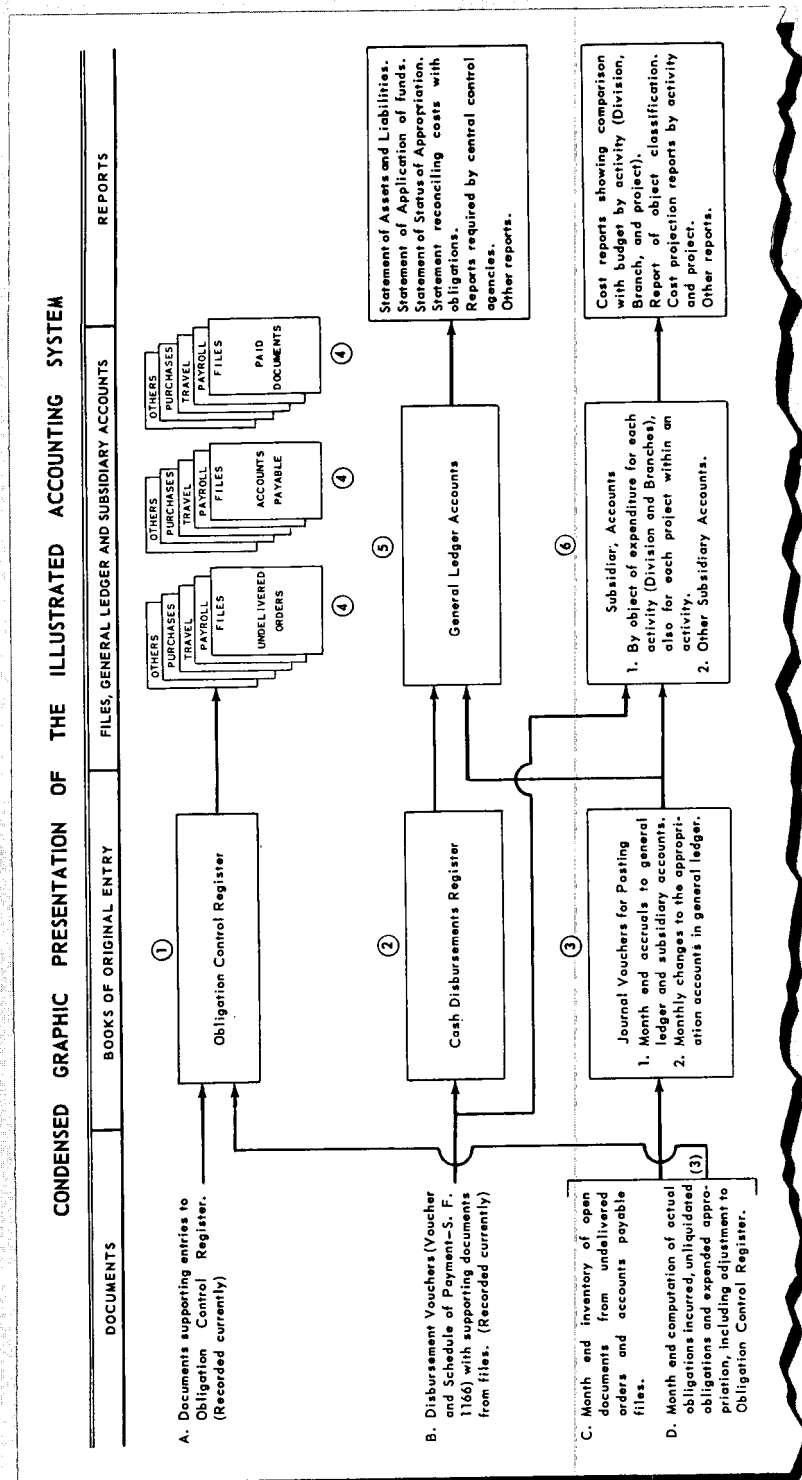 CONDENSED GRAPHIC PRESENTATION OF THE ILLUSTRATED ACCOUNTING SYSTEM
DOCUMENTS
BOOKS OF ORIGINAL ENTRY
FILES, GENERAL LEDGER AND SUBSIDIARY ACCOUNTS
REPORTS
A. Documents supporting entries to
Obligation Control Register.
(Recorded currently)
1
Obligation Control Register
OTHERS
PURCHASES
TRAVEL
PAYROLL
FILES
UNDELIVERED
ORDERS
4
OTHERS
PURCHASES
TRAVEL
PAYROLL
FILES
ACCOUNTS
PAYABLE
4
OTHERS
PURCHASES
TRAVEL
PAYROLL
FILES
PAID
DOCUMENTS
4
B. Disbursement Vouchers (Voucher
and Schedule of Payment—S. F.
1166) with supporting documents
from files. (Recorded currently)
2
Cash Disbursements Register
5
General Ledger Accounts
Statement of Assets and Liabilities.
Statement of Application of funds.
Statement of Status of Appropriation.
Statement reconciling costs with
obligations.
Reports required by central control
agencies.
Other reports.
C. Month end inventory of open
documents from undelivered
orders and accounts payable
files.
D. Month end computation of actual
obligations incurred, unliquidated
obligations and expended appro-
priation, including adjustment to
Obligation Control Register.
(3)
3
Journal Vouchers for Posting
1. Month end accruals to general
ledger and subsidiary accounts.
2. Monthly changes to the appropri-
ation accounts in general ledger.
6
Subsidiar, Accounts
1. By object of expenditure for each
activity (Division and Branches),
also for each project within an
activity.
2. Other Subsidiary Accounts.
Cost reports showing comparison
with budget by activity (Division,
Branch, and project).
Report of object classification.
Cost projection reports by activity
and project.
Other reports.